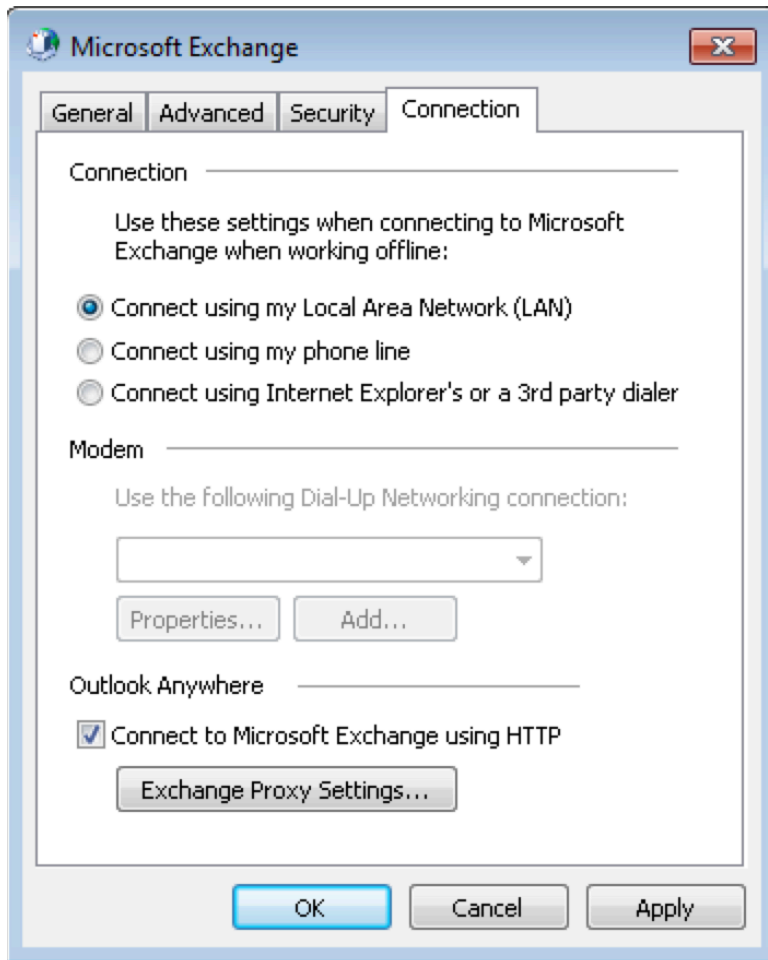 Microsoft Exchange
General Advanced Security Connection
Connection
Use these settings when connecting to Microsoft
Exchange when working offline:
Connect using my Local Area Network (LAN)
Connect using my phone line
Connect using Internet Explorer's or a 3rd party dialer
Modem
Use the following Dial-Up Networking connection:
Properties... Add...
Outlook Anywhere
Connect to Microsoft Exchange using HTTP
Exchange Proxy Settings...
OK Cancel Apply